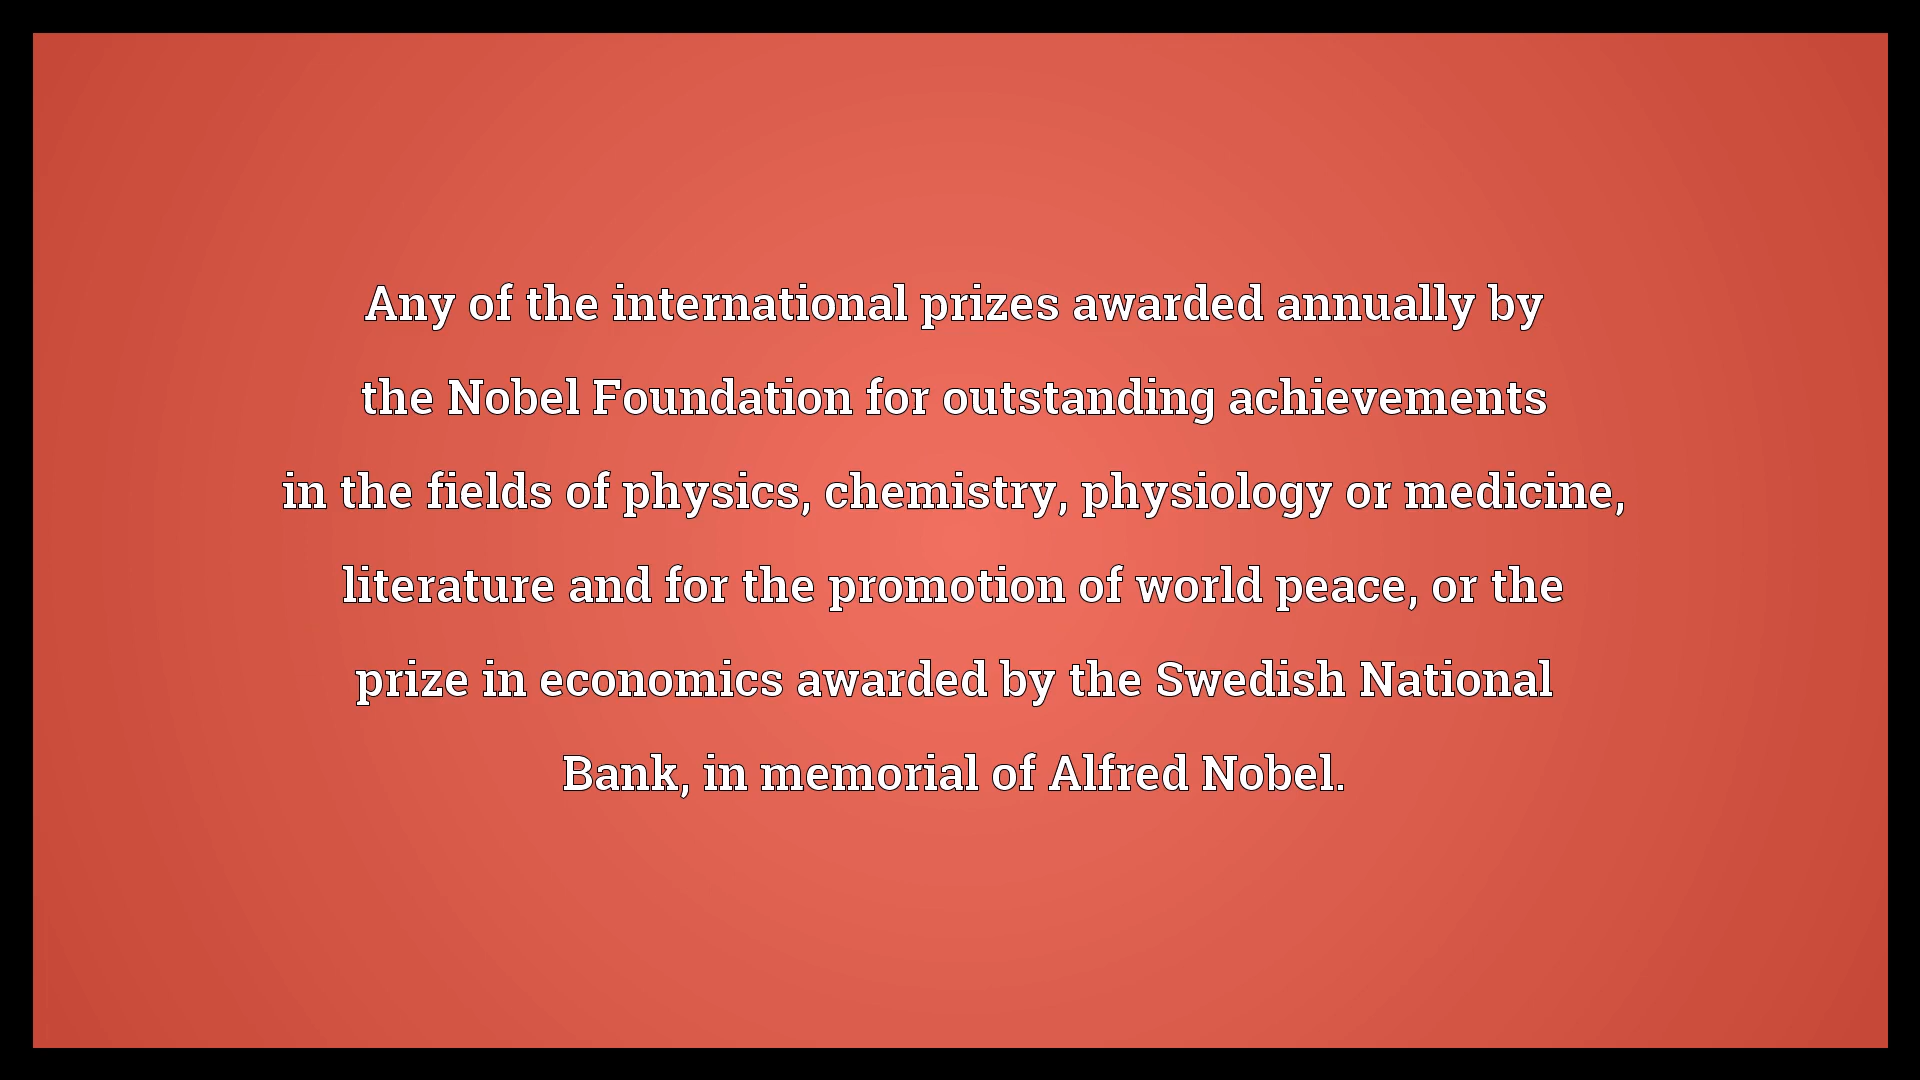 Any of the international prizes awarded annually by
the Nobel Foundation for outstanding achievements
in the fields of physics, chemistry, physiology or medicine,
literature and for the promotion of world peace, or the
prize in economics awarded by the Swedish National
Bank, in memorial of Alfred Nobel.